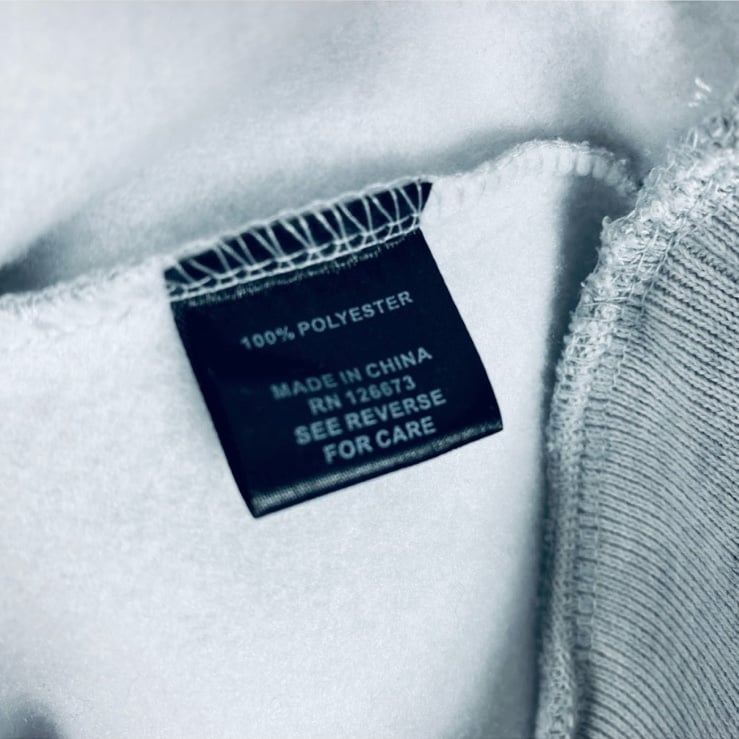 100% POLYESTER
MADE IN CHINA
RN 126673
SEE REVERSE
FOR CARE